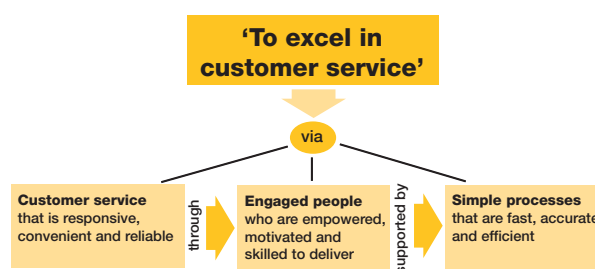 ‘To excel in
customer service’
via
Customer service
that is responsive,
convenient and reliable
through
Engaged people
who are empowered,
motivated and
skilled to deliver
supported by
Simple processes
that are fast, accurate
and efficient